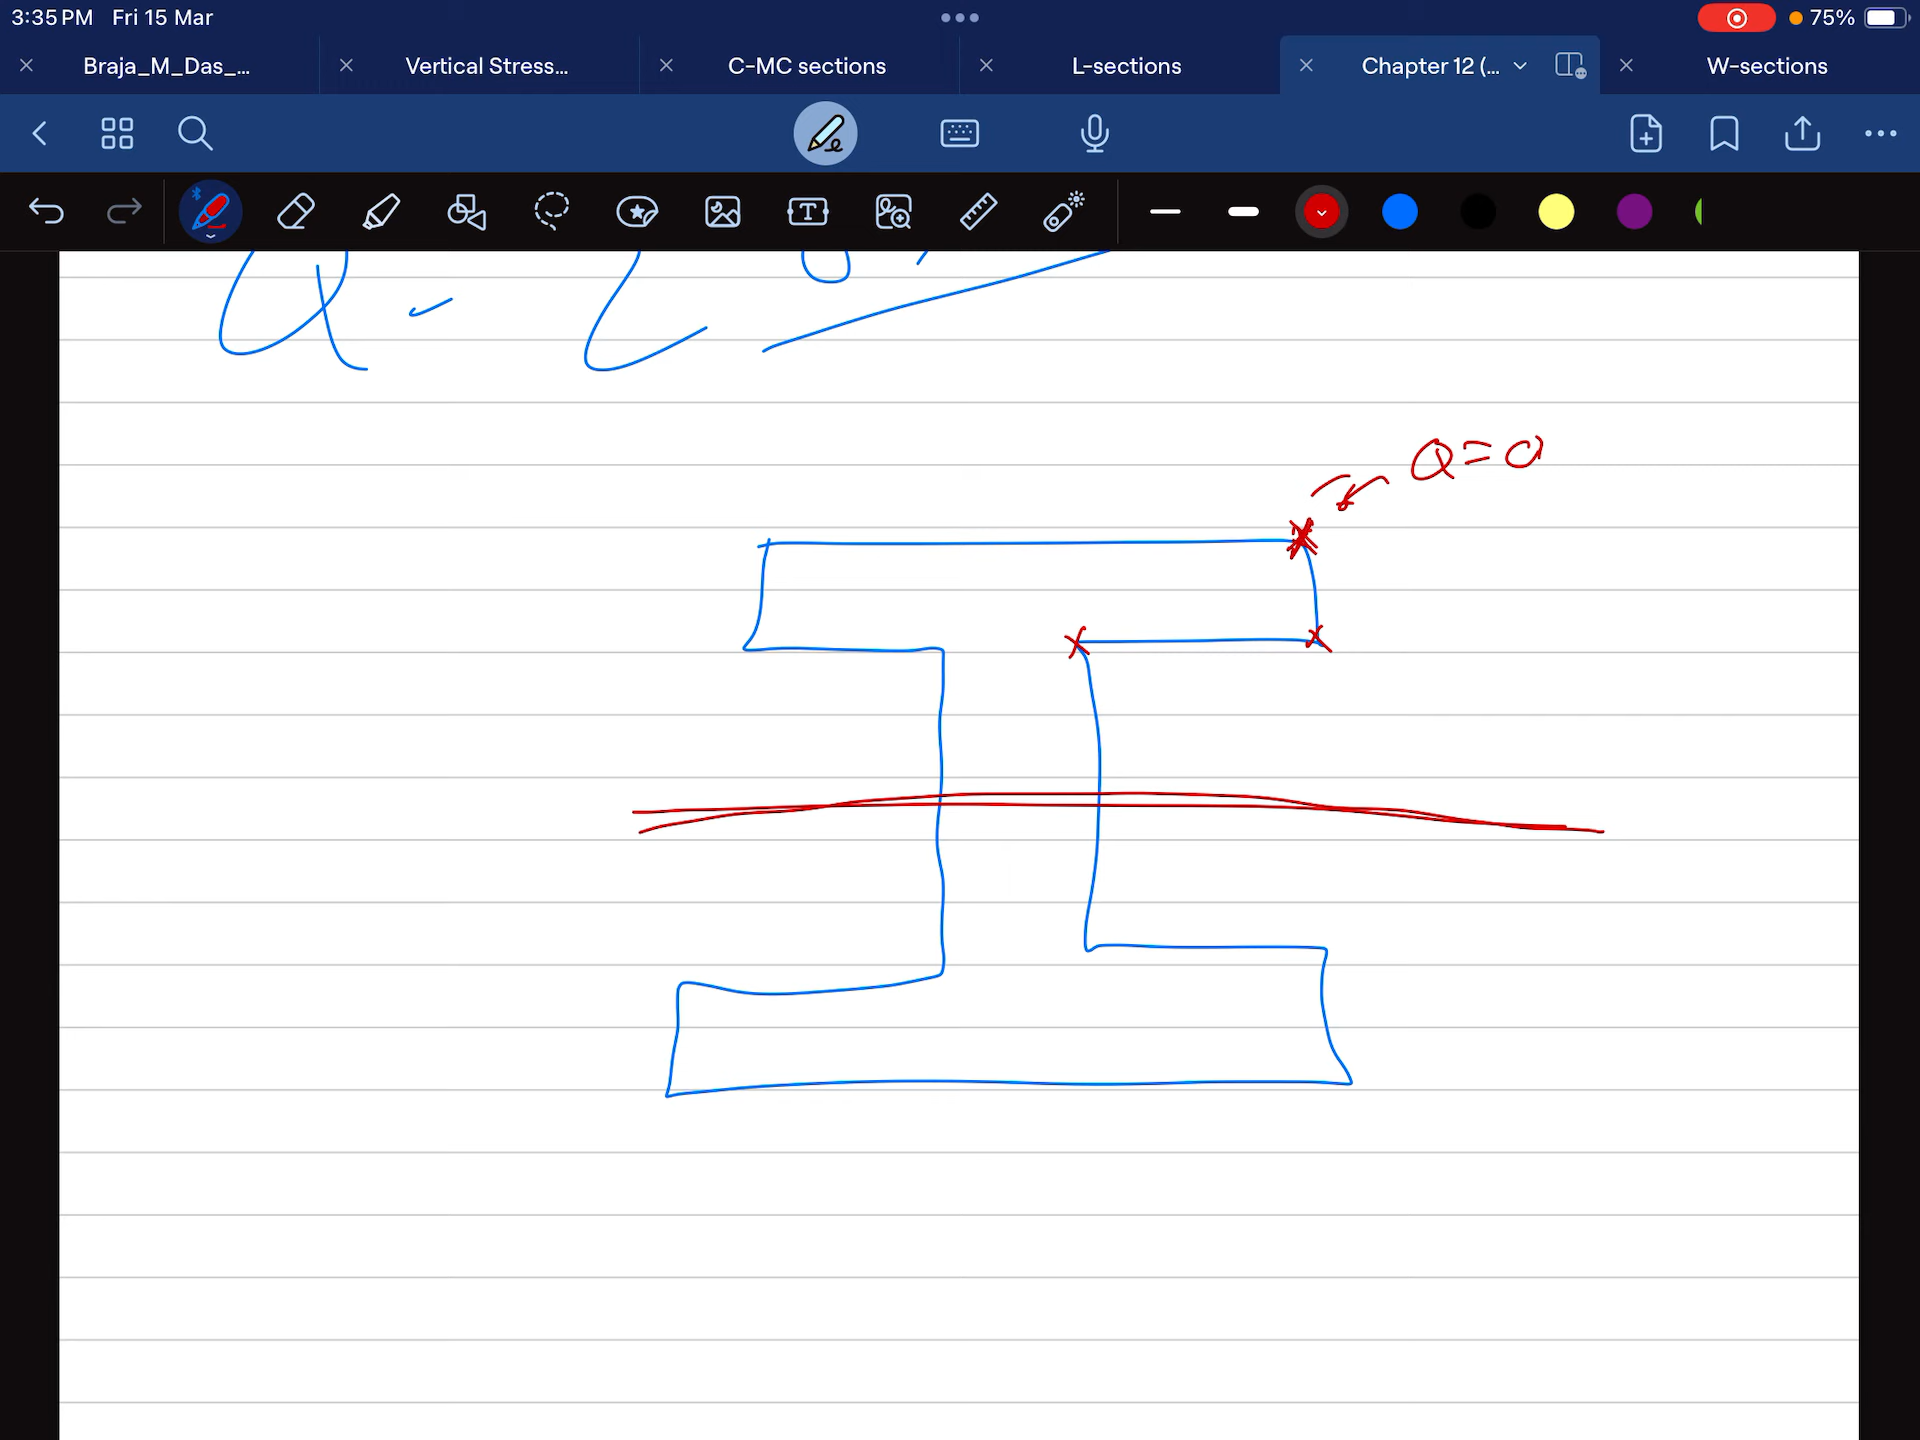 3:35 PM Fri 15 Mar
75%
Braja_M_Das_...
Vertical Stress...
C-MC sections
L-sections
Chapter 12 (...
W-sections
Q = 0